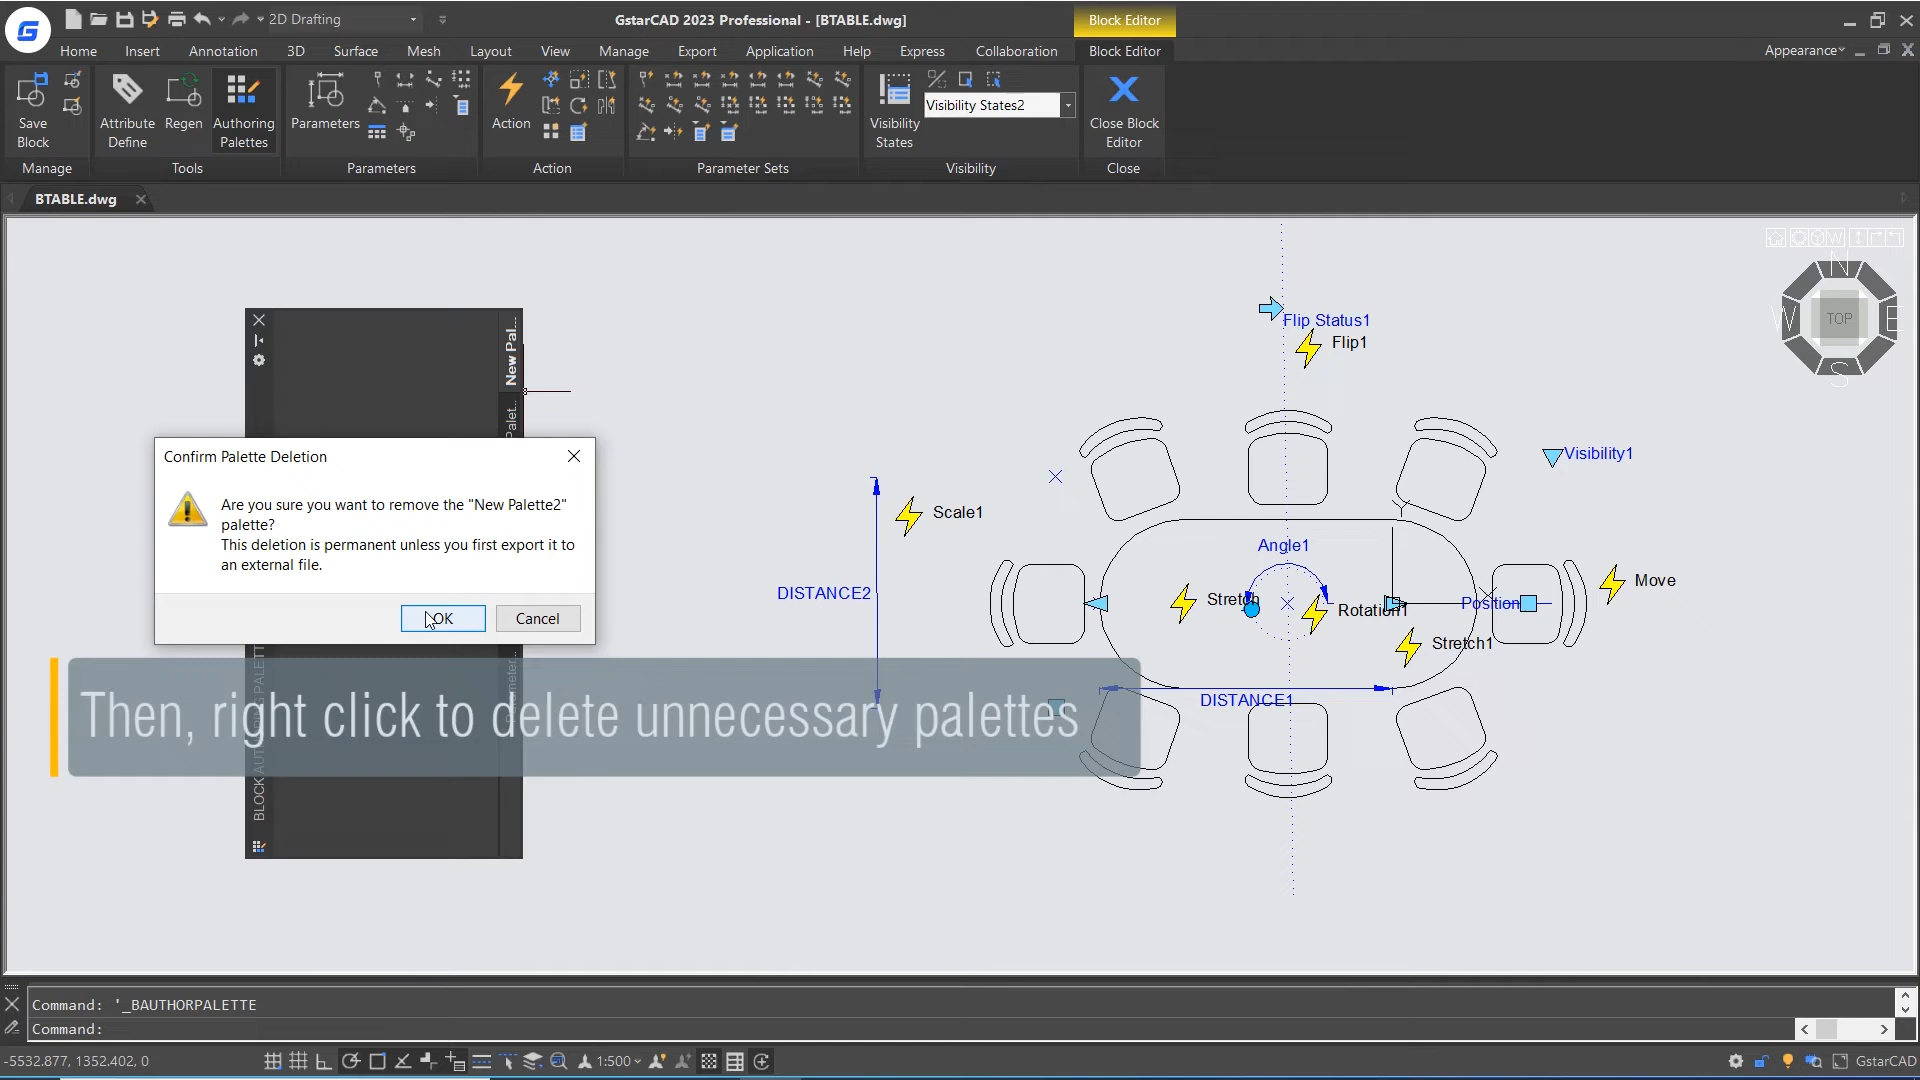 2D Drafting
GstarCAD 2023 Professional - [BTABLE.dwg]
Block Editor
Home Insert Annotation 3D Surface Mesh Layout View Manage Export Application Help Express Collaboration Block Editor
Appearance
Save
Block
Attribute
Define
Regen
Authoring
Palettes
Parameters
Action
Visibility
States
Visibility States2
Close Block
Editor
Manage Tools Parameters Action Parameter Sets Visibility Close
BTABLE.dwg
N
W
TOP
E
S
New Pal...
Palet..
Flip Status1
Flip1
Visibility1
Scale1
Angle1
DISTANCE2
Stretch
Rotation1
Position
Move
Stretch1
DISTANCE1
Confirm Palette Deletion
Are you sure you want to remove the "New Palette2"
palette?
This deletion is permanent unless you first export it to
an external file.
OK
Cancel
Then, right click to delete unnecessary palettes
Command: '_BAUTHORPALETTE
Command:
-5532.877, 1352.402, 0
1:500
GstarCAD